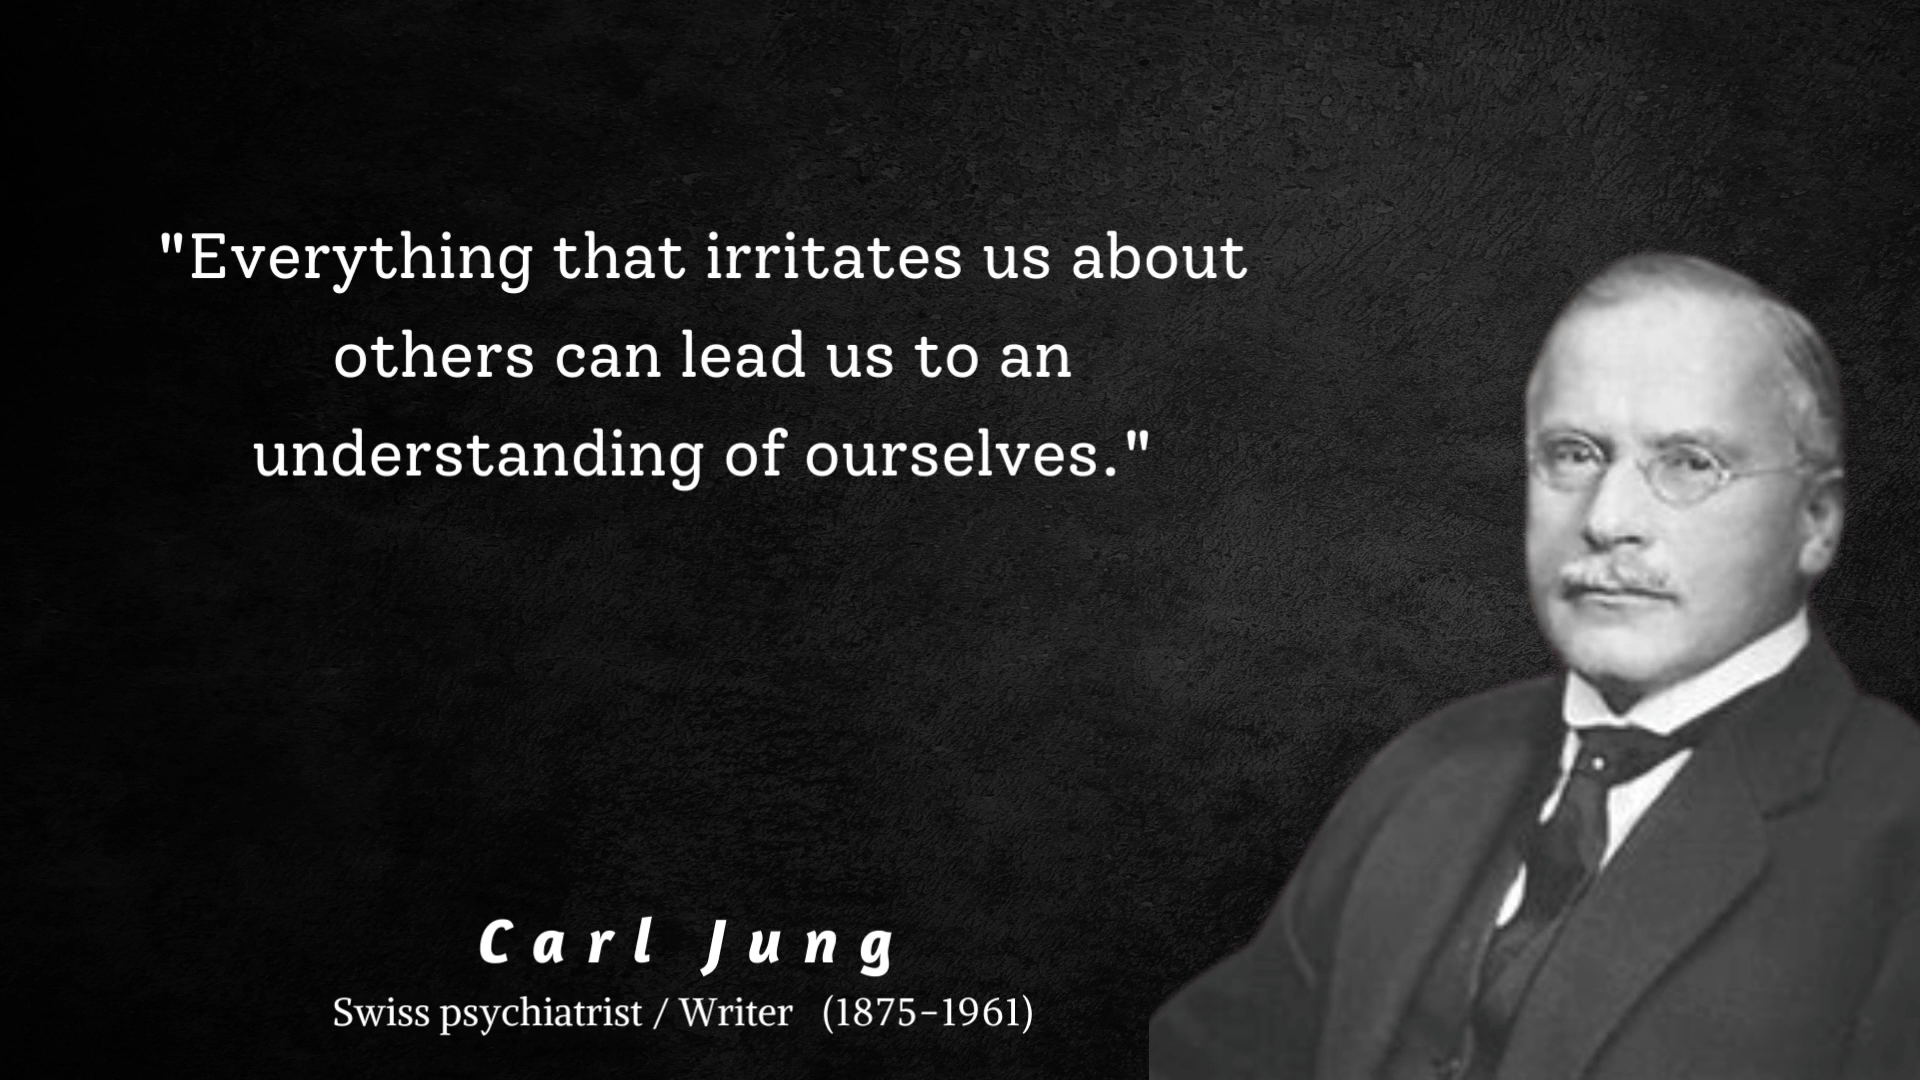 "Everything that irritates us about
others can lead us to an
understanding of ourselves."
Carl Jung
Swiss psychiatrist / Writer (1875-1961)